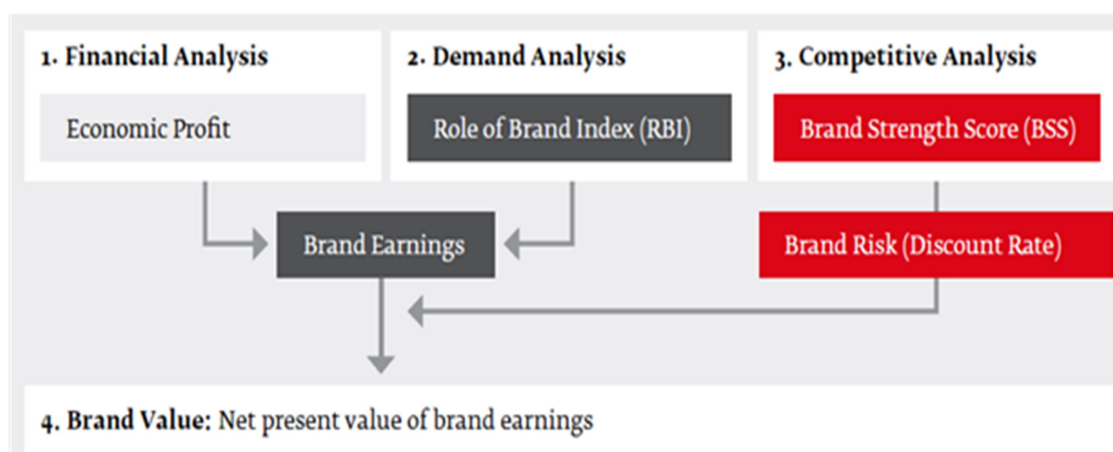 1. Financial Analysis
Economic Profit
2. Demand Analysis
Role of Brand Index (RBI)
3. Competitive Analysis
Brand Strength Score (BSS)
Brand Earnings
Brand Risk (Discount Rate)
4. Brand Value: Net present value of brand earnings